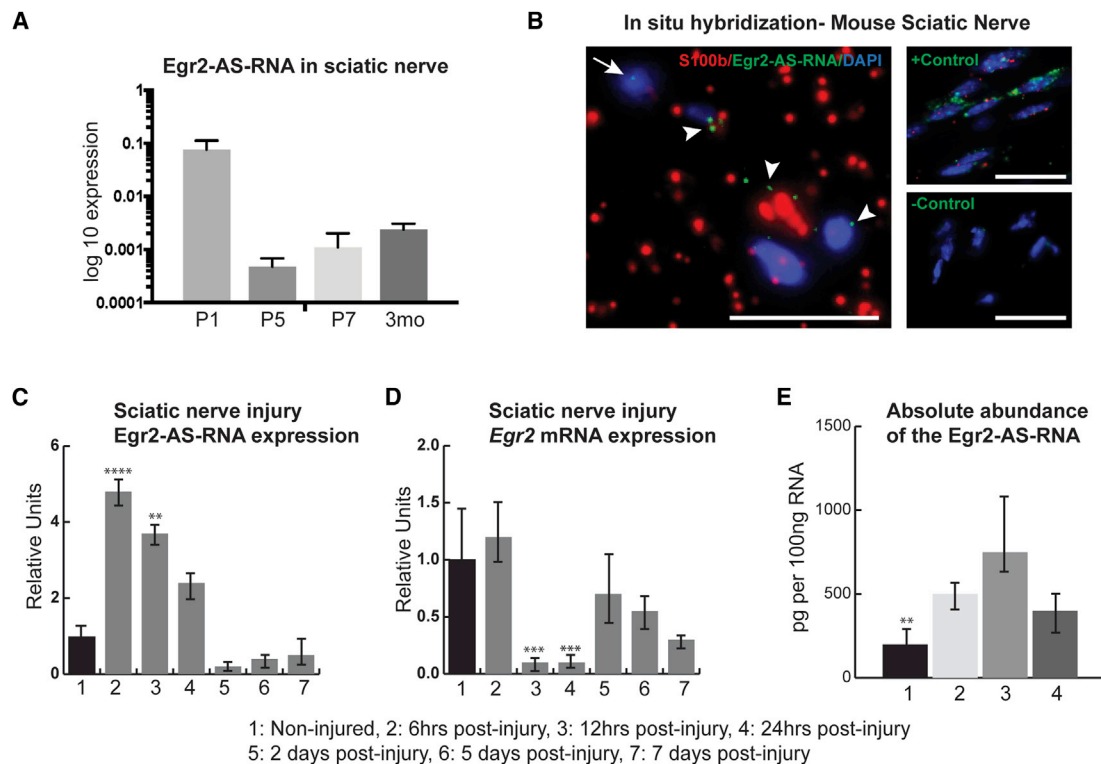 A
Egr2-AS-RNA in sciatic nerve
log 10 expression
1
0.1
0.01
0.001
0.0001
P1 P5 P7 3mo
B
In situ hybridization- Mouse Sciatic Nerve
S100b/Egr2-AS-RNA/DAPI
+Control
-Control
C
Sciatic nerve injury
Egr2-AS-RNA expression
Relative Units
6
4
2
0
****
**
1 2 3 4 5 6 7
D
Sciatic nerve injury
Egr2 mRNA expression
Relative Units
2.0
1.5
1.0
0.5
0.0
*** ***
1 2 3 4 5 6 7
E
Absolute abundance
of the Egr2-AS-RNA
pg per 100ng RNA
1500
1000
500
0
**
1 2 3 4
1: Non-injured, 2: 6hrs post-injury, 3: 12hrs post-injury, 4: 24hrs post-injury
5: 2 days post-injury, 6: 5 days post-injury, 7: 7 days post-injury